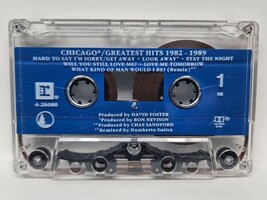 CHICAGO®/GREATEST HITS 1982 - 1989
HARD TO SAY I'M SORRY/GET AWAY • LOOK AWAY* • STAY THE NIGHT
WILL YOU STILL LOVE ME? • LOVE ME TOMORROW
WHAT KIND OF MAN WOULD I BE? (Remix)**
1
4-26080
Produced by DAVID FOSTER
*Produced by RON NEVISON
**Produced by CHAS SANDFORD
**Remixed by Humberto Gatica